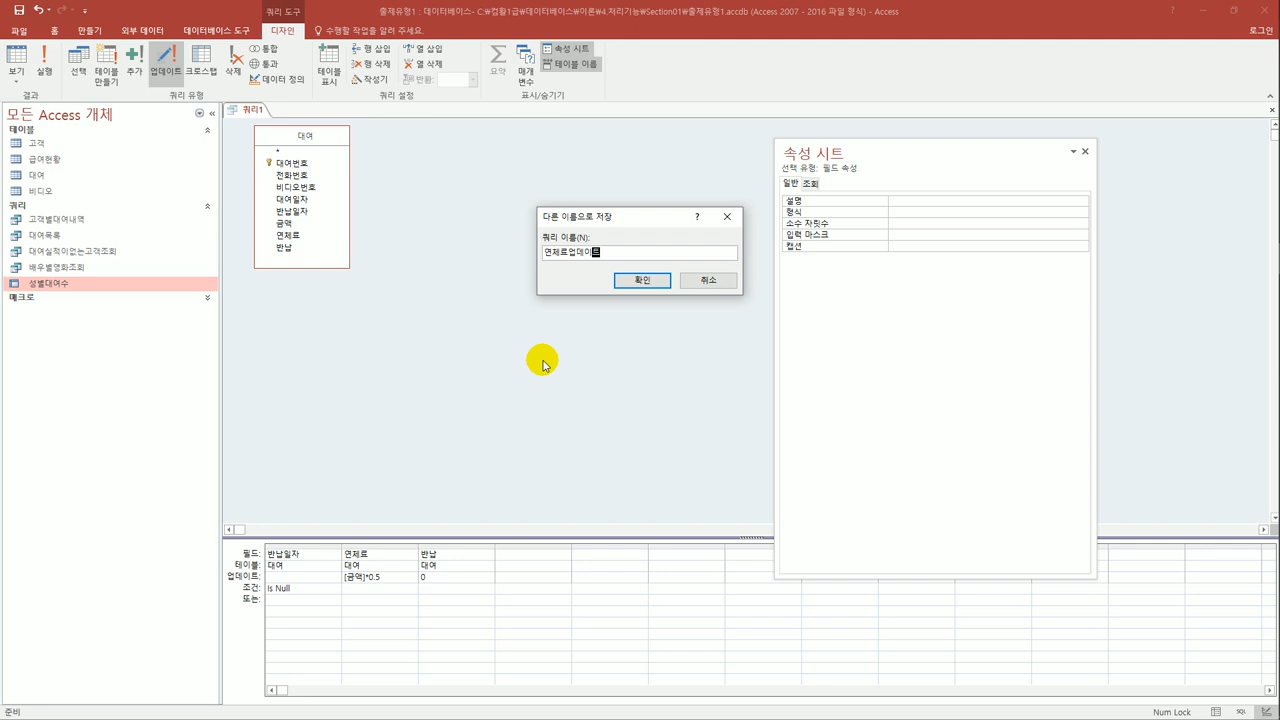 쿼리 도구
출제유형1 : 데이터베이스- C:₩컴활1급₩데이터베이스₩이론₩4.처리기능₩Section01₩출제유형1.accdb (Access 2007 - 2016 파일 형식) - Access
파일 홈 만들기 외부 데이터 데이터베이스 도구 디자인 수행할 작업을 알려 주세요. 로그인
보기 실행 선택 테이블 만들기 추가 업데이트 크로스탭 삭제 통합 통과 데이터 정의 테이블 표시 행 삽입 행 삭제 작성기 열 삽입 열 삭제 반환: 요약 매개 변수 속성 시트 테이블 이름
결과 쿼리 유형 쿼리 설정 표시/숨기기
모든 Access 개체
테이블
고객
급여현황
대여
비디오
쿼리
고객별대여내역
대여목록
대여실적이없는고객조회
배우별영화조회
성별대여수
매크로
쿼리1
대여
*
대여번호
전화번호
비디오번호
대여일자
반납일자
금액
연체료
반납
다른 이름으로 저장
쿼리 이름(N):
연체료업데이트
확인 취소
속성 시트
선택 유형: 필드 속성
일반 조회
설명
형식
소수 자릿수
입력 마스크
캡션
필드: 반납일자 연체료 반납
테이블: 대여 대여 대여
업데이트: [금액]*0.5 0
조건: Is Null
또는:
준비 Num Lock SQL